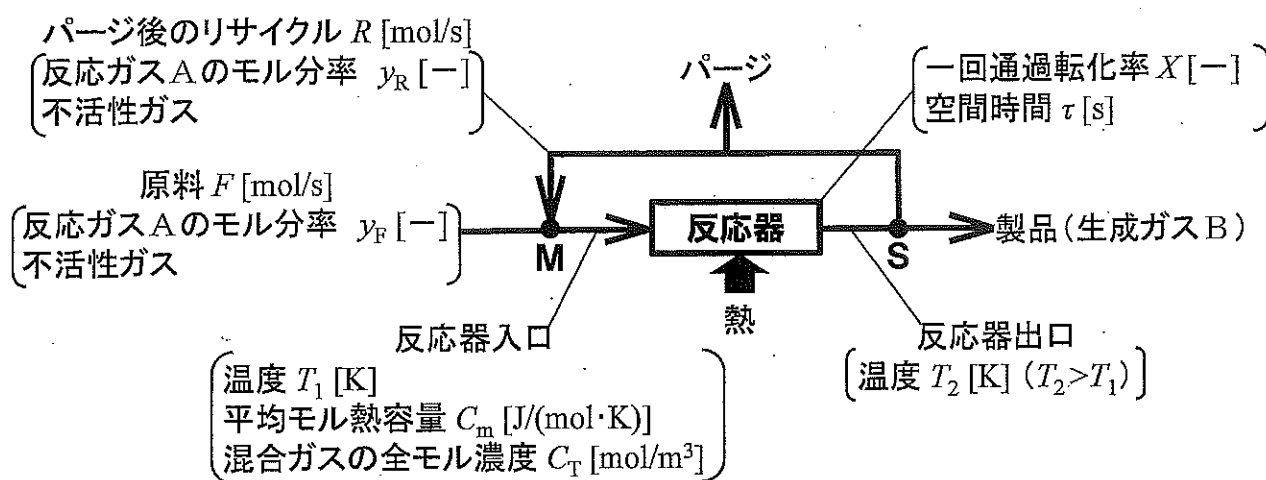 パージ後のリサイクル R [mol/s]
反応ガスAのモル分率 y_R [−]
不活性ガス
パージ
一回通過転化率 X [−]
空間時間 τ [s]
原料 F [mol/s]
反応ガスAのモル分率 y_F [−]
不活性ガス
M
反応器
S
製品(生成ガスB)
熱
反応器入口
温度 T₁ [K]
平均モル熱容量 C_m [J/(mol·K)]
混合ガスの全モル濃度 C_T [mol/m³]
反応器出口
温度 T₂ [K] (T₂>T₁)